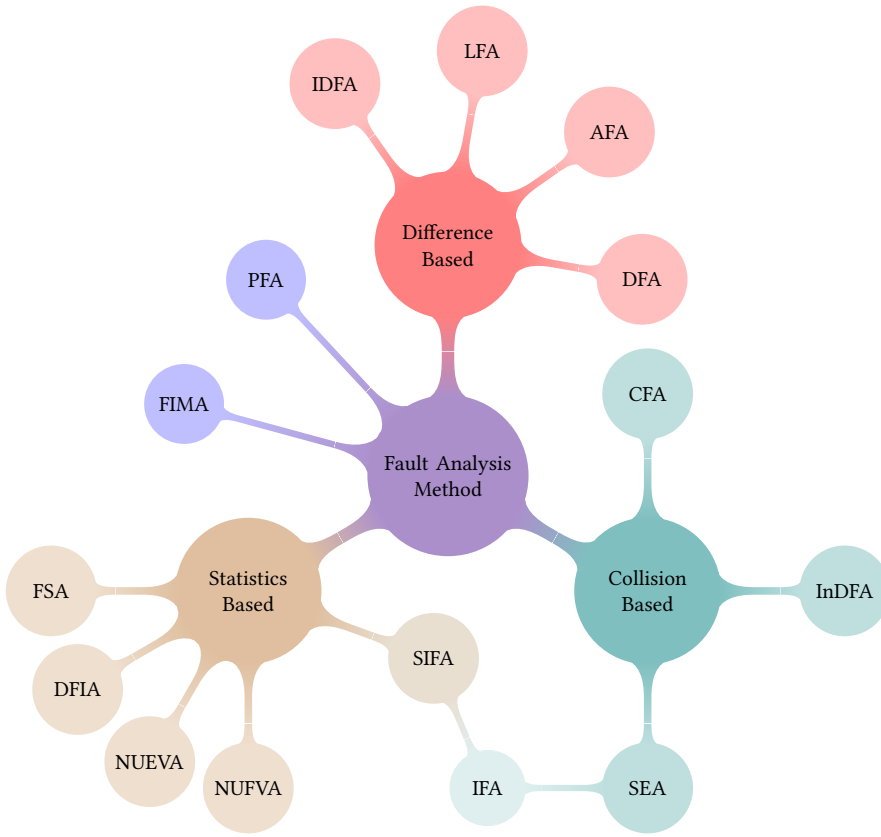 LFA
IDFA
AFA
Difference
Based
PFA
DFA
CFA
FIMA
Fault Analysis
Method
FSA
Statistics
Based
Collision
Based
InDFA
SIFA
DFIA
NUEVA
NUFVA
IFA
SEA